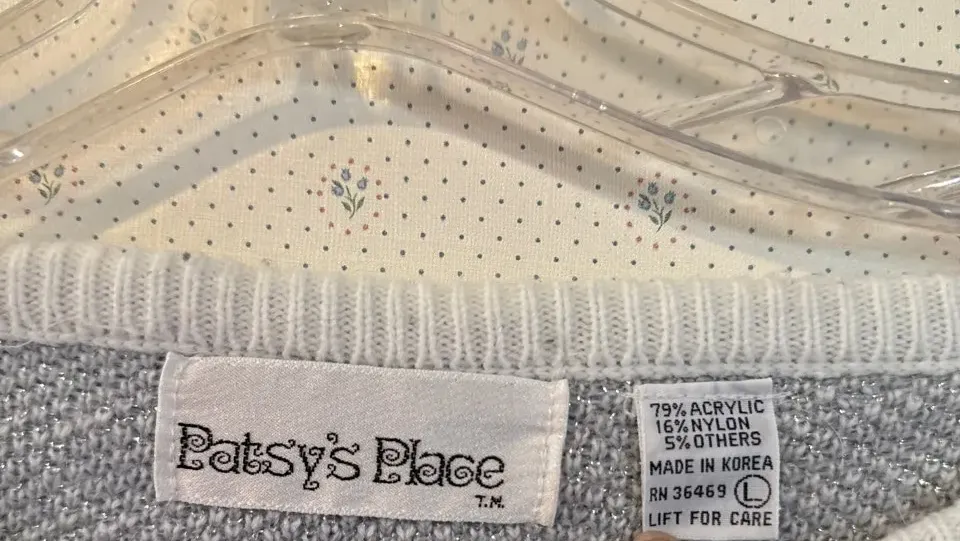 Patsy's Place
T.M.
79% ACRYLIC
16% NYLON
5% OTHERS
MADE IN KOREA
RN 36469 L
LIFT FOR CARE